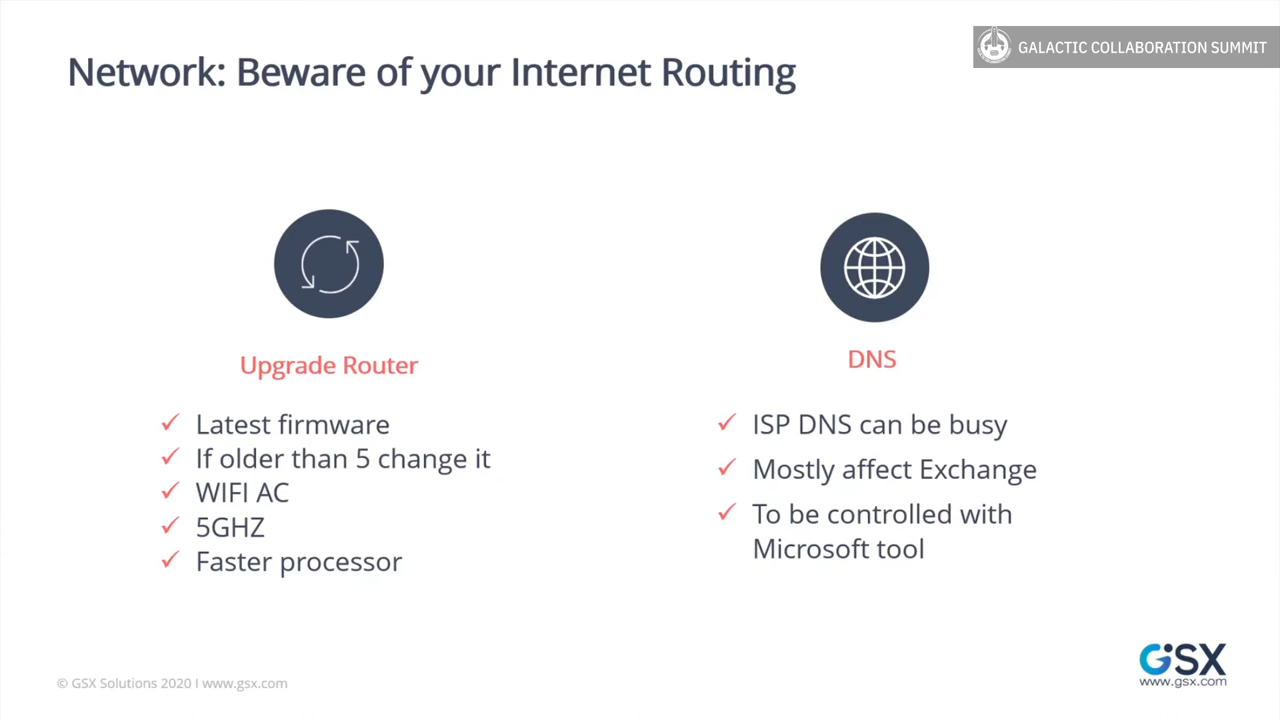 GALACTIC COLLABORATION SUMMIT
Network: Beware of your Internet Routing
Upgrade Router
Latest firmware
If older than 5 change it
WIFI AC
5GHZ
Faster processor
DNS
ISP DNS can be busy
Mostly affect Exchange
To be controlled with
Microsoft tool
© GSX Solutions 2020 I www.gsx.com
GSX
www.gsx.com